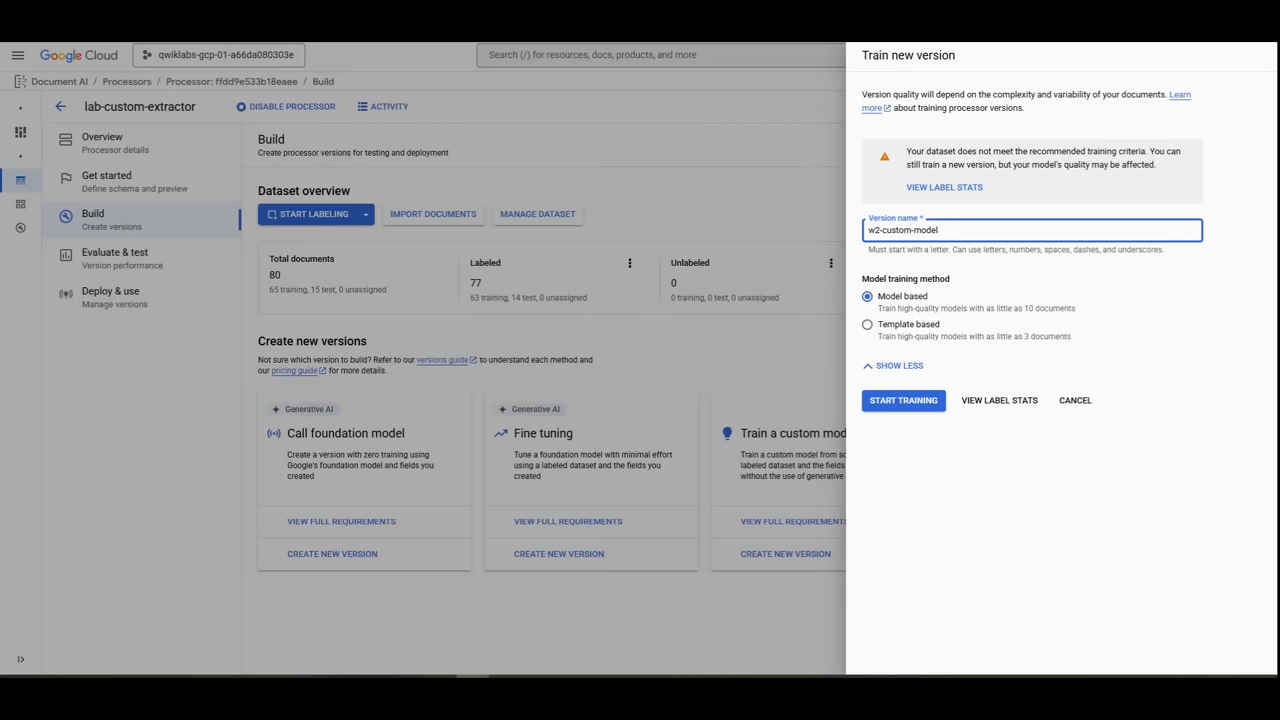 Google Cloud
qwiklabs-gcp-01-a66da080303e
Search (/) for resources, docs, products, and more
Train new version
Document AI / Processors / Processor: ffdd9e533b18eaee / Build
Version quality will depend on the complexity and variability of your documents. Learn
more about training processor versions.
lab-custom-extractor
DISABLE PROCESSOR
ACTIVITY
Overview
Processor details
Get started
Define schema and preview
Build
Create versions
Evaluate & test
Version performance
Deploy & use
Manage versions
Build
Create processor versions for testing and deployment
Dataset overview
START LABELING
IMPORT DOCUMENTS
MANAGE DATASET
Total documents
80
65 training, 15 test, 0 unassigned
Labeled
77
63 training, 14 test, 0 unassigned
Unlabeled
0
0 training, 0 test, 0 unassigned
Create new versions
Not sure which version to build? Refer to our versions guide to understand each method and
our pricing guide for more details.
Generative AI
Call foundation model
Create a version with zero training using
Google's foundation model and fields you
created
VIEW FULL REQUIREMENTS
CREATE NEW VERSION
Generative AI
Fine tuning
Tune a foundation model with minimal effort
using a labeled dataset and the fields you
created
VIEW FULL REQUIREMENTS
CREATE NEW VERSION
Train a custom mod
Train a custom model from sc
labeled dataset and the fields
without the use of generative
VIEW FULL REQUIREMENTS
CREATE NEW VERSION
Your dataset does not meet the recommended training criteria. You can
still train a new version, but your model's quality may be affected.
VIEW LABEL STATS
Version name *
w2-custom-model
Must start with a letter. Can use letters, numbers, spaces, dashes, and underscores.
Model training method
Model based
Train high-quality models with as little as 10 documents
Template based
Train high-quality models with as little as 3 documents
SHOW LESS
START TRAINING
VIEW LABEL STATS
CANCEL